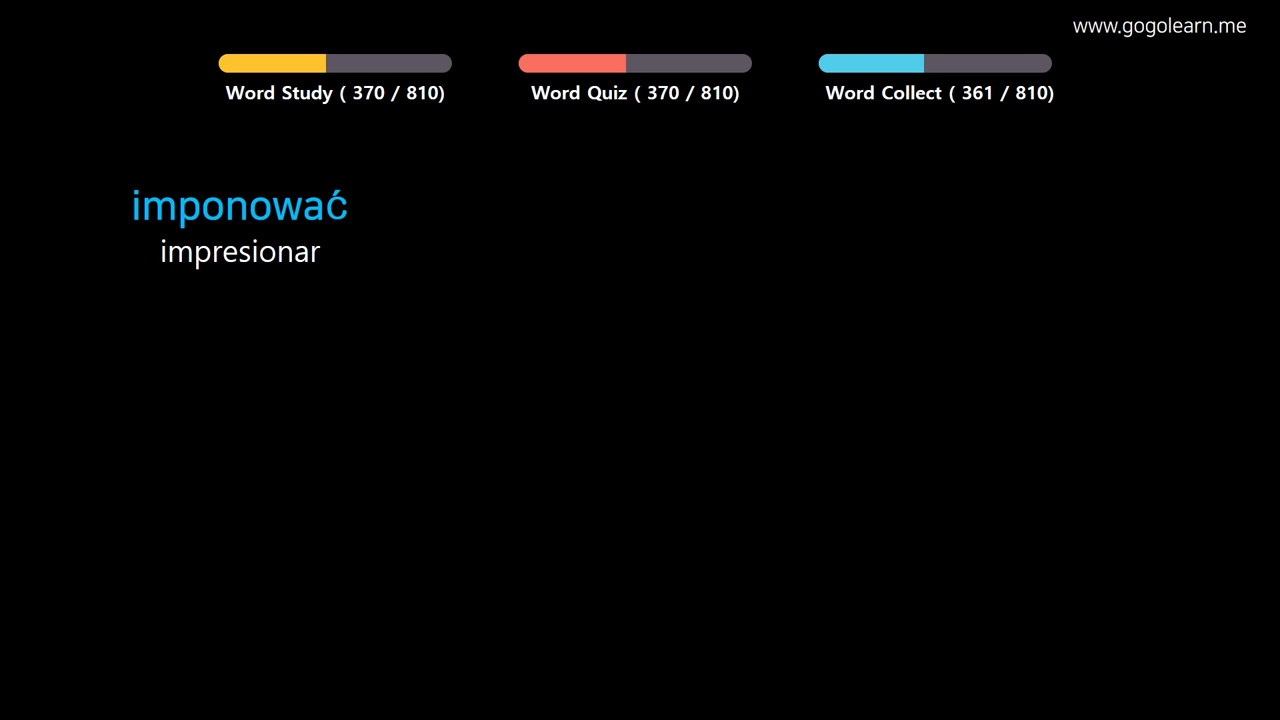 www.gogolearn.me
Word Study ( 370 / 810)
Word Quiz ( 370 / 810)
Word Collect ( 361 / 810)
imponować
impresionar